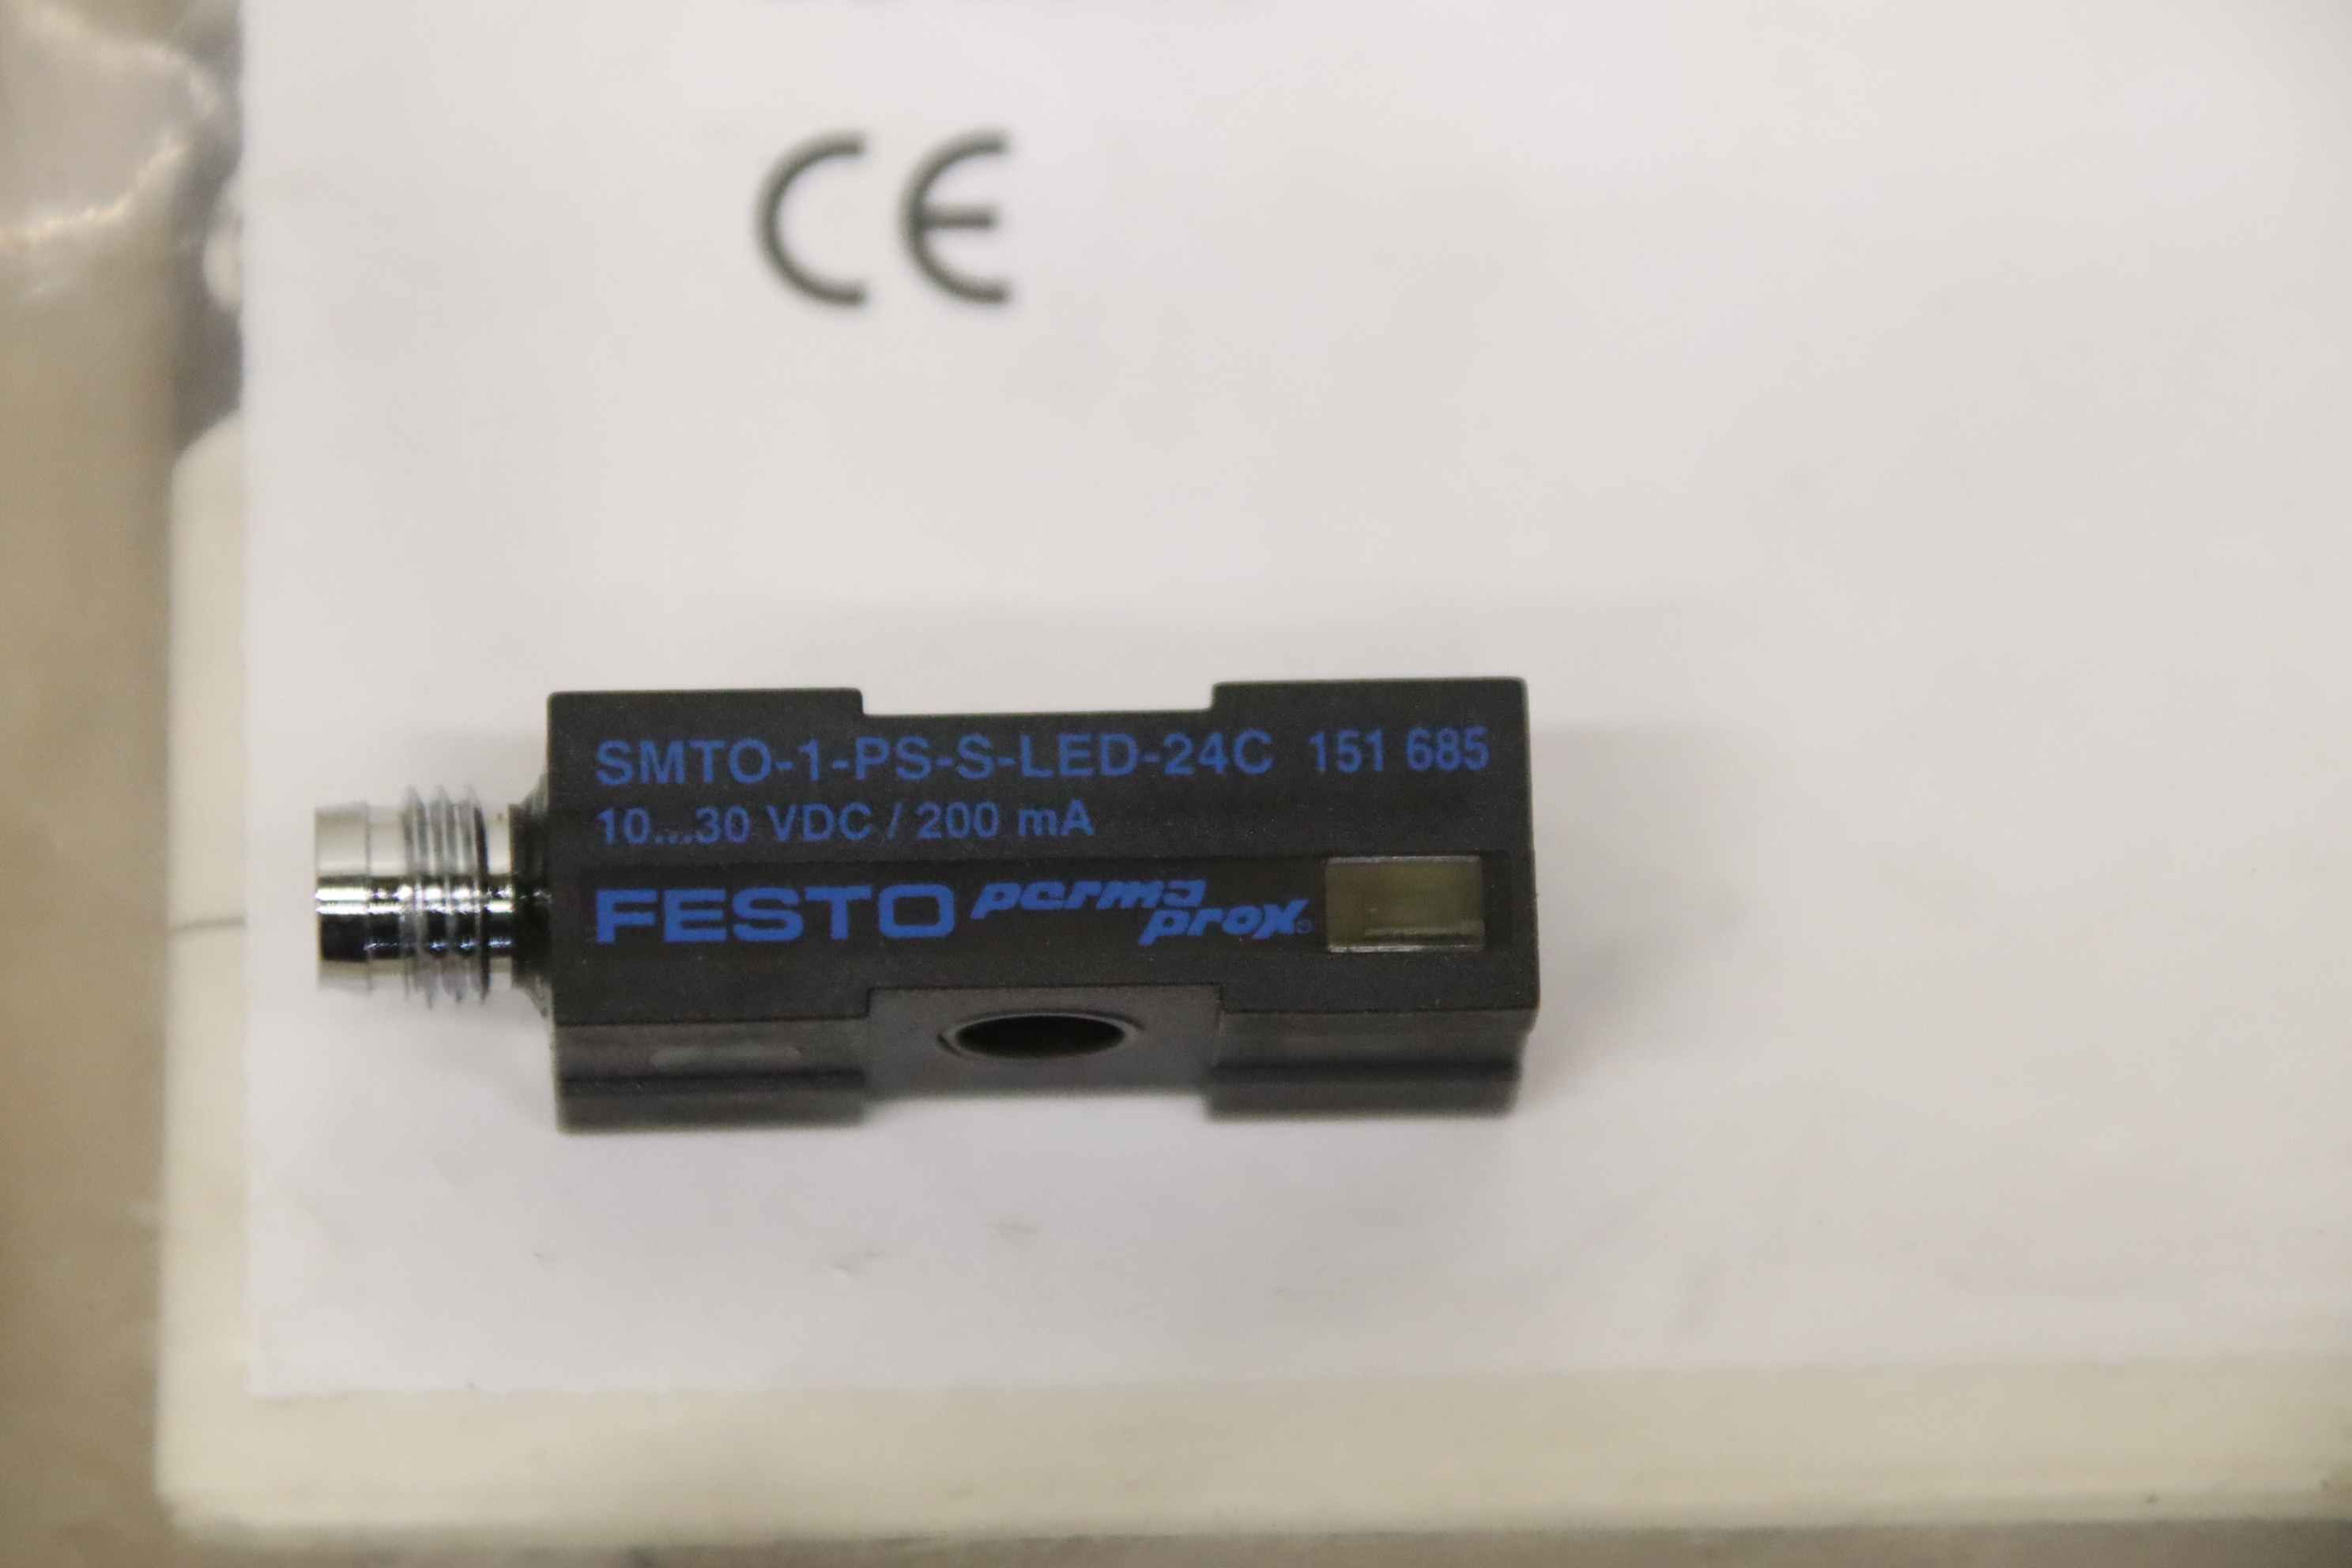 CE
SMTO-1-PS-S-LED-24C 151 685
10...30 VDC / 200 mA
FESTO perma prox®